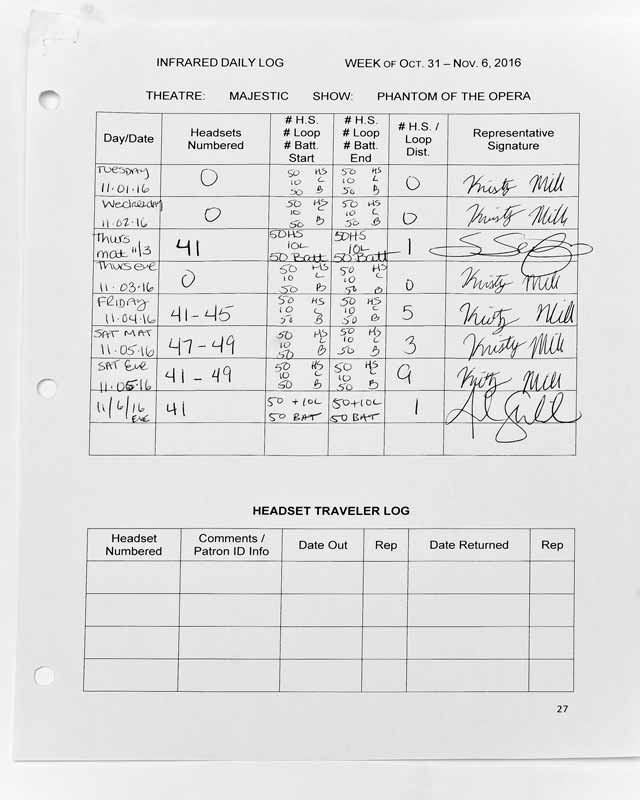 INFRARED DAILY LOG WEEK OF OCT. 31 – NOV. 6, 2016
THEATRE: MAJESTIC SHOW: PHANTOM OF THE OPERA
Day/Date Headsets Numbered # H.S. # Loop # Batt. Start # H.S. # Loop # Batt. End # H.S. / Loop Dist. Representative Signature
TUESDAY 11·01·16 0 50 HS 10 L 50 B 50 HS 10 L 50 B 0 Kristy Mill
Wednesday 11·02·16 0 50 HS 10 L 50 B 50 HS 10 L 50 B 0 Kristy Mill
Thurs mat 11/3 41 50HS 10L 50 Batt 50HS 10L 50 Batt 1
Thurs eve 11·03·16 0 50 HS 10 L 50 B 50 HS 10 L 50 B 0 Kristy Mill
FRIDAY 11·04·16 41-45 50 HS 10 L 50 B 50 HS 10 L 50 B 5 Kristy Mill
SAT MAT 11·05·16 47-49 50 HS 10 L 50 B 50 HS 10 L 50 B 3 Kristy Mill
SAT Eve 11·05·16 41-49 50 HS 10 L 50 B 50 HS 10 L 50 B 9 Kristy Mill
11/6/16 EVE 41 50 +10L 50 BAT 50+10L 50 BAT 1
HEADSET TRAVELER LOG
Headset Numbered Comments / Patron ID Info Date Out Rep Date Returned Rep
27